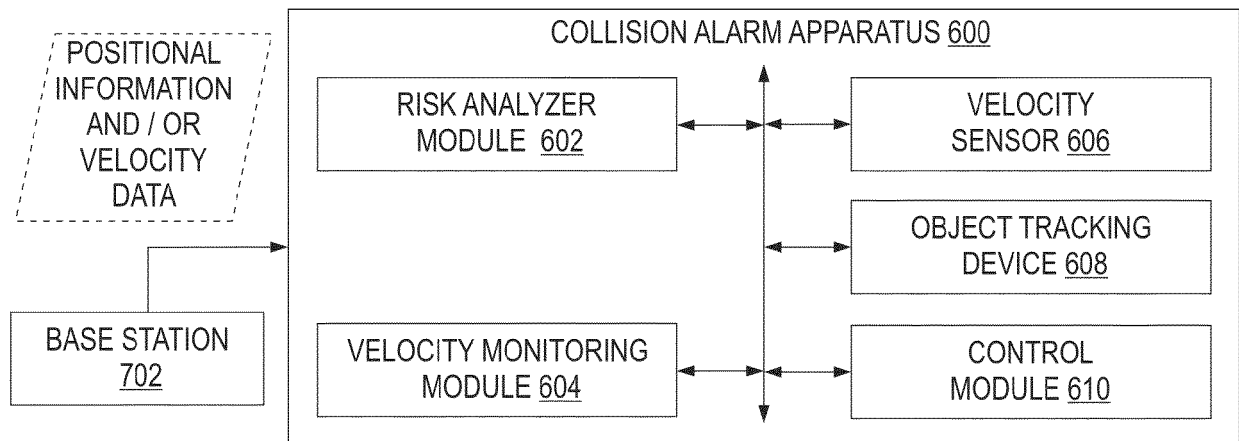 POSITIONAL
INFORMATION
AND / OR
VELOCITY
DATA
BASE STATION
702
COLLISION ALARM APPARATUS 600
RISK ANALYZER
MODULE 602
VELOCITY
SENSOR 606
OBJECT TRACKING
DEVICE 608
VELOCITY MONITORING
MODULE 604
CONTROL
MODULE 610